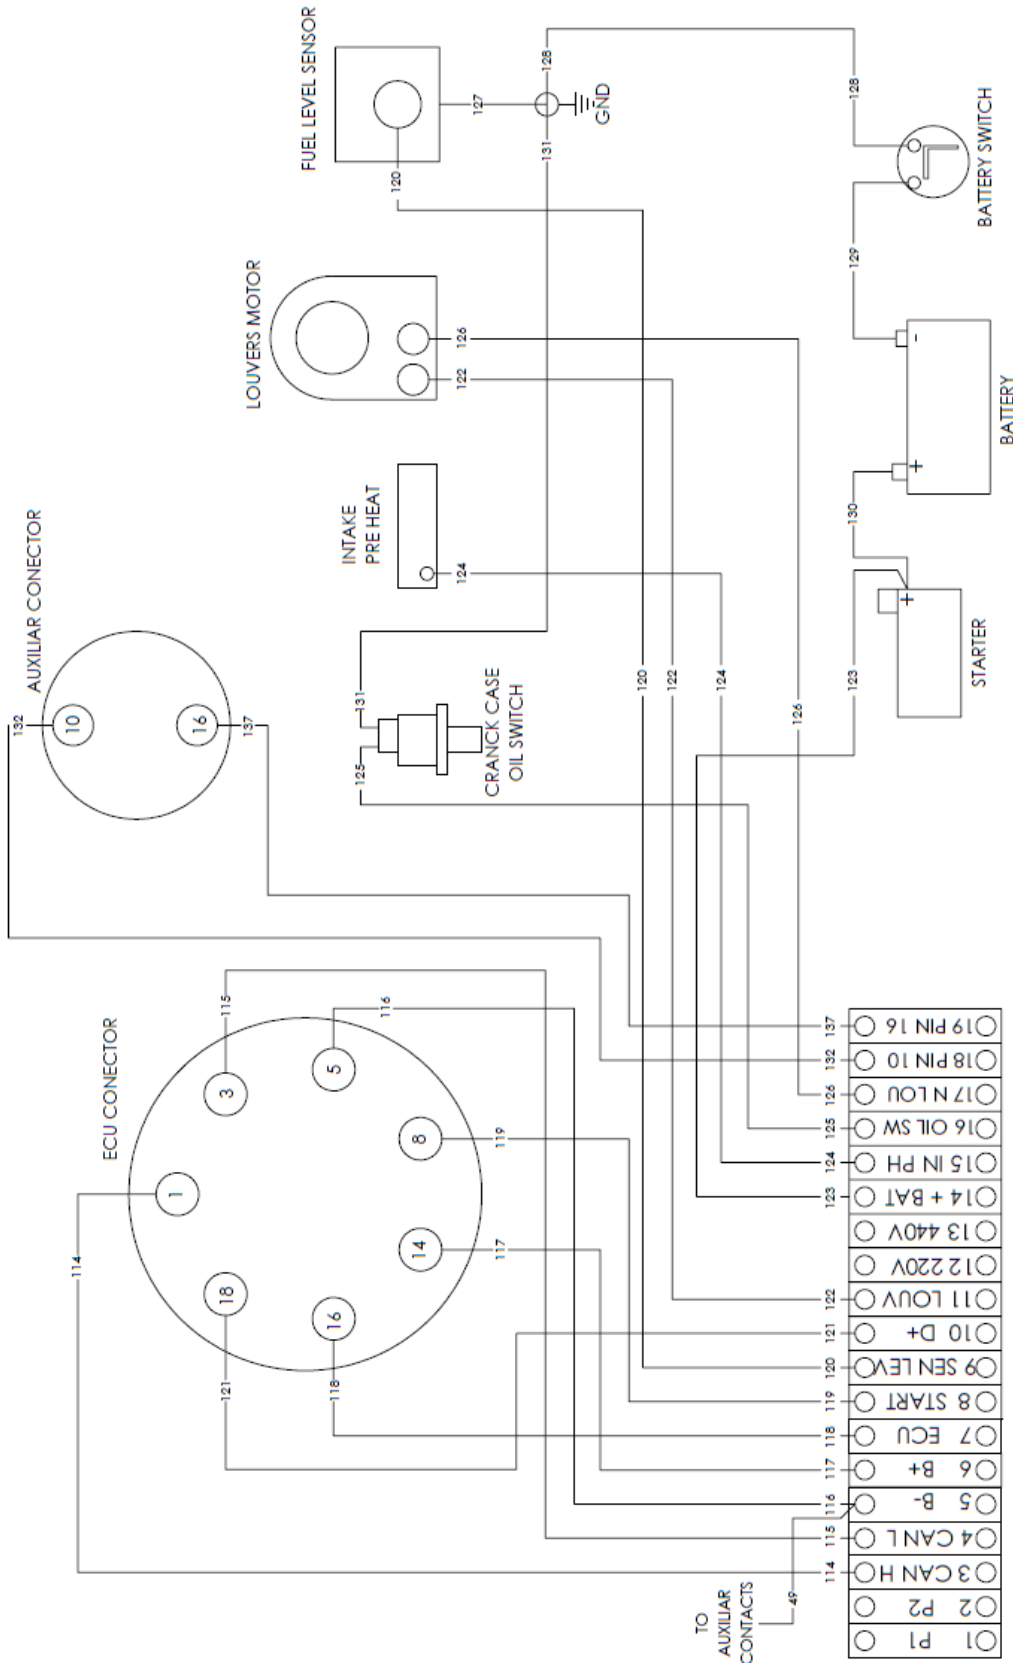 FUEL LEVEL SENSOR
120
127
128
131
GND
128
BATTERY SWITCH
129
LOUVERS MOTOR
126
122
-
+
BATTERY
130
INTAKE
PRE HEAT
124
AUXILIAR CONECTOR
132
10
16
137
131
125
CRANCK CASE
OIL SWITCH
120
122
124
126
123
+
STARTER
ECU CONECTOR
1
3
5
8
14
16
18
114
115
116
119
117
118
121
137
19 PIN 16
132
18 PIN 10
126
17 N LOU
125
16 OIL SW
124
15 IN PH
123
14 + BAT
13 440V
12 220V
122
11 LOUV
121
10 D+
120
9 SEN LEV
119
8 START
118
7 ECU
117
6 B+
116
5 B-
115
4 CAN L
114
3 CAN H
2 P2
1 P1
49
TO
AUXILIAR
CONTACTS